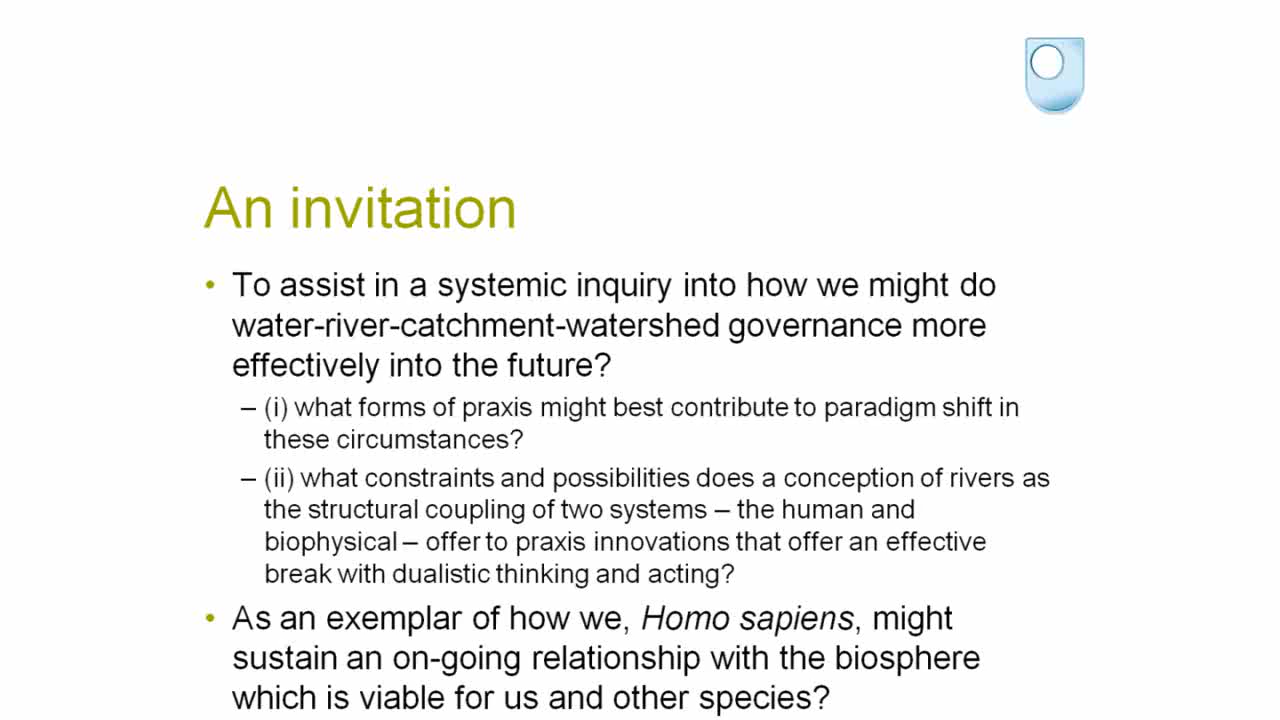 An invitation
• To assist in a systemic inquiry into how we might do
water-river-catchment-watershed governance more
effectively into the future?
– (i) what forms of praxis might best contribute to paradigm shift in
these circumstances?
– (ii) what constraints and possibilities does a conception of rivers as
the structural coupling of two systems – the human and
biophysical – offer to praxis innovations that offer an effective
break with dualistic thinking and acting?
• As an exemplar of how we, Homo sapiens, might
sustain an on-going relationship with the biosphere
which is viable for us and other species?